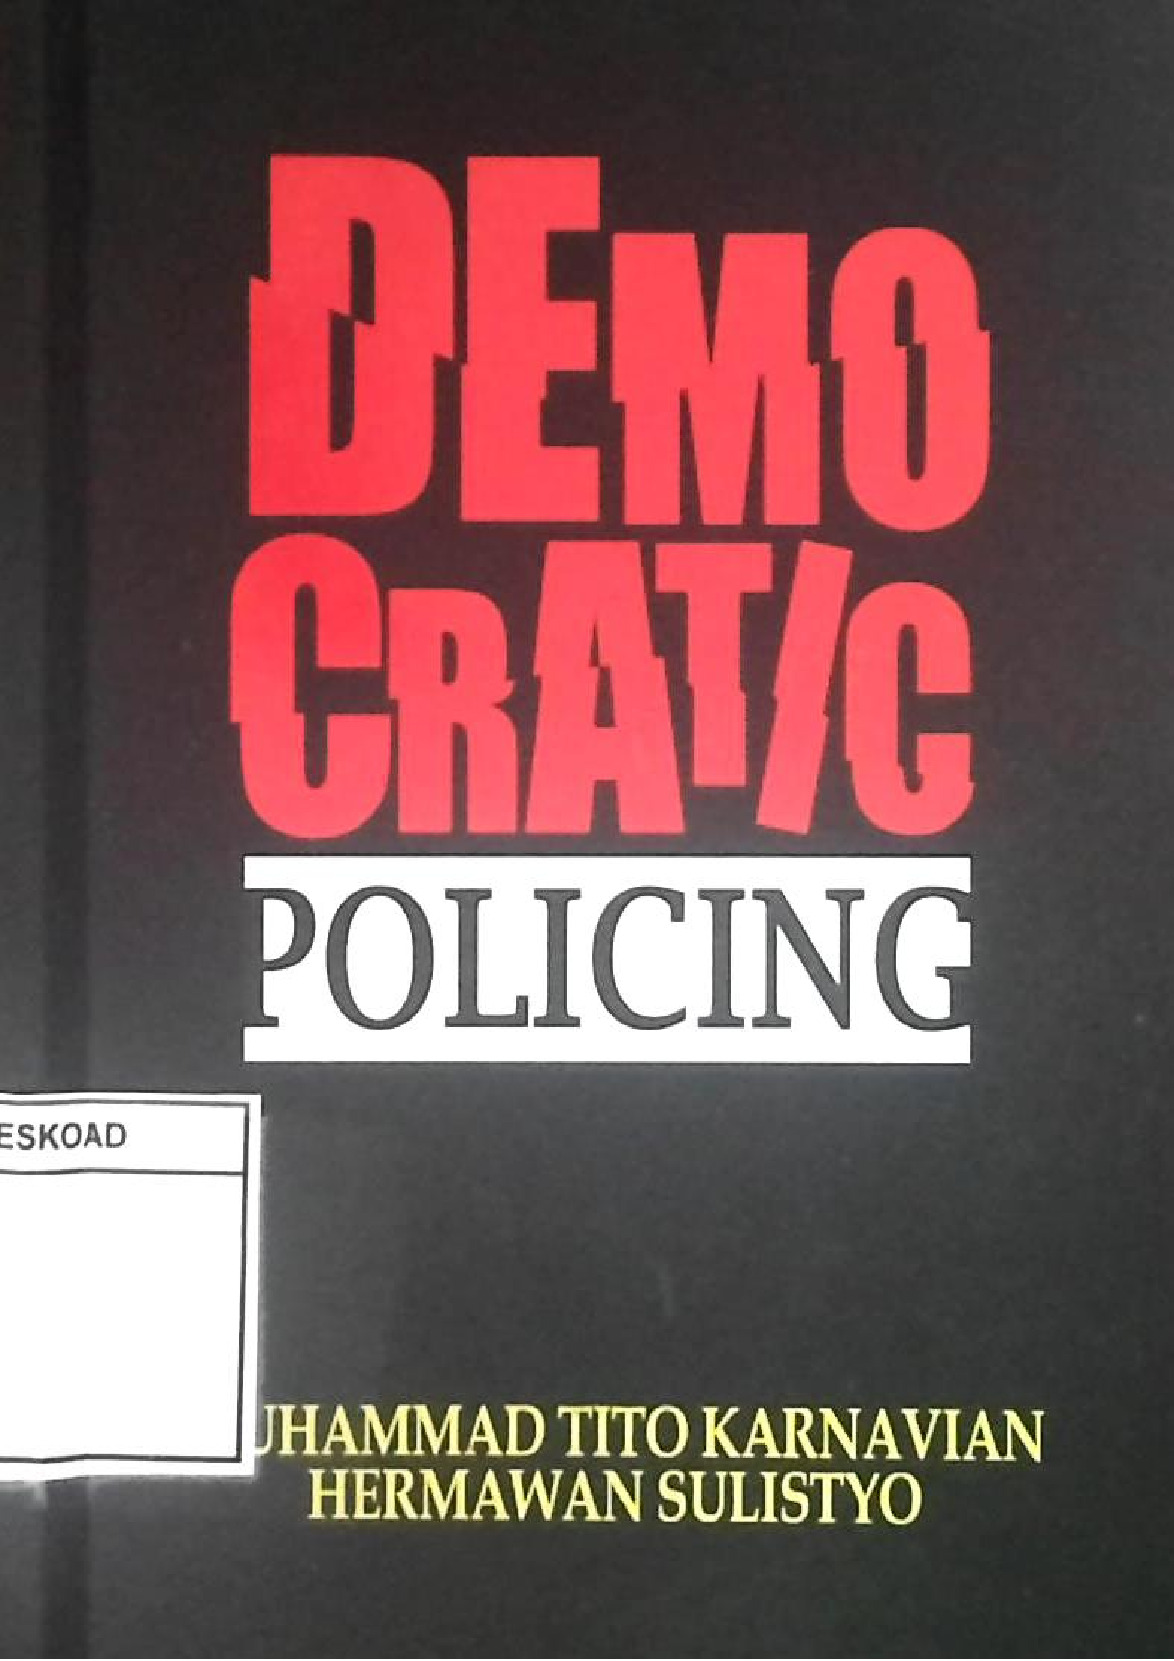 DEMO
CRATIC
POLICING
ESKOAD
UHAMMAD TITO KARNAVIAN
HERMAWAN SULISTYO